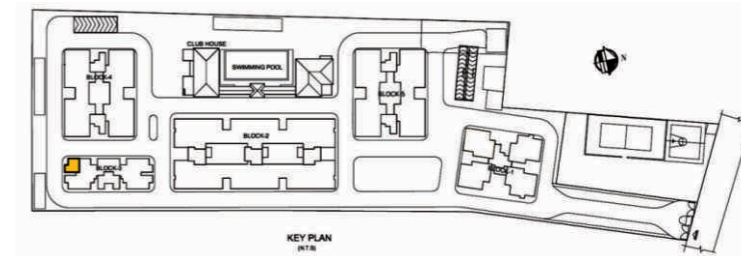 CLUB HOUSE
SWIMMING POOL
N
BLOCK-4
BLOCK-5
BLOCK-2
BLOCK-3
BLOCK-1
KEY PLAN
(N.T.S)